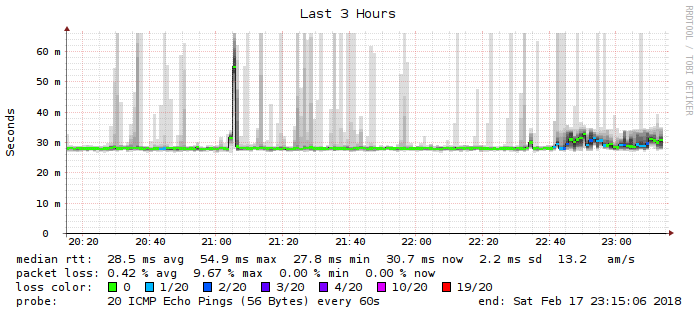 Last 3 Hours
RRDTOOL / TOBI OETIKER
Seconds
60 m
50 m
40 m
30 m
20 m
10 m
0
20:20 20:40 21:00 21:20 21:40 22:00 22:20 22:40 23:00
median rtt: 28.5 ms avg 54.9 ms max 27.8 ms min 30.7 ms now 2.2 ms sd 13.2 am/s
packet loss: 0.42 % avg 9.67 % max 0.00 % min 0.00 % now
loss color: 0 1/20 2/20 3/20 4/20 10/20 19/20
probe: 20 ICMP Echo Pings (56 Bytes) every 60s end: Sat Feb 17 23:15:06 2018